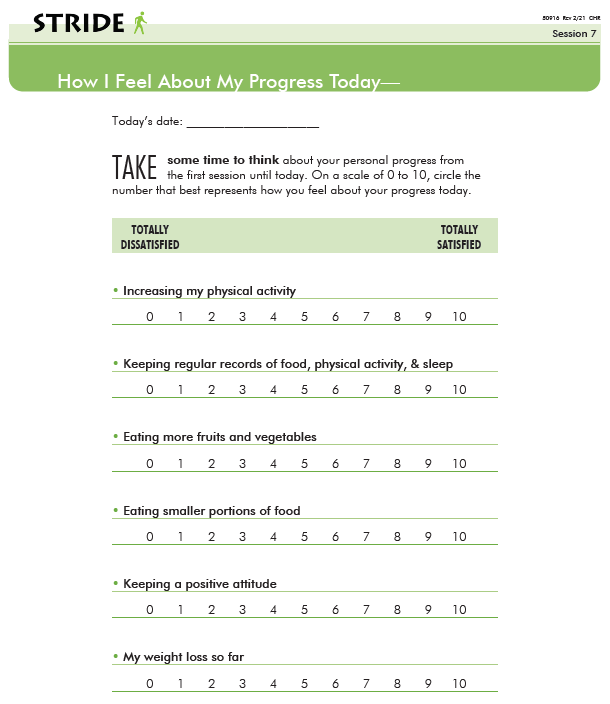 STRIDE
50916 Rev 2/21 CHR
Session 7
How I Feel About My Progress Today—
Today's date: ____________________
TAKE some time to think about your personal progress from
the first session until today. On a scale of 0 to 10, circle the
number that best represents how you feel about your progress today.
TOTALLY TOTALLY
DISSATISFIED SATISFIED
• Increasing my physical activity
0 1 2 3 4 5 6 7 8 9 10
• Keeping regular records of food, physical activity, & sleep
0 1 2 3 4 5 6 7 8 9 10
• Eating more fruits and vegetables
0 1 2 3 4 5 6 7 8 9 10
• Eating smaller portions of food
0 1 2 3 4 5 6 7 8 9 10
• Keeping a positive attitude
0 1 2 3 4 5 6 7 8 9 10
• My weight loss so far
0 1 2 3 4 5 6 7 8 9 10